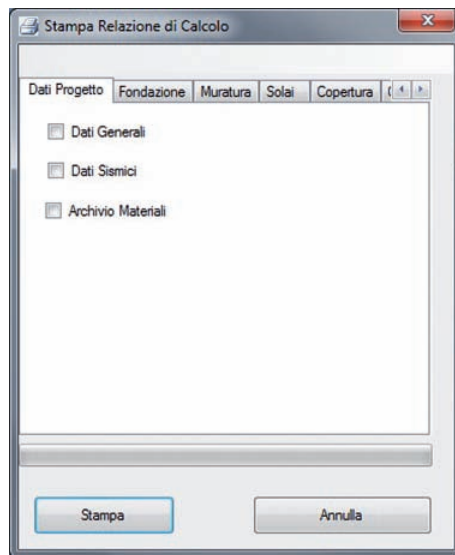 Stampa Relazione di Calcolo
Dati Progetto Fondazione Muratura Solai Copertura
Dati Generali
Dati Sismici
Archivio Materiali
Stampa Annulla